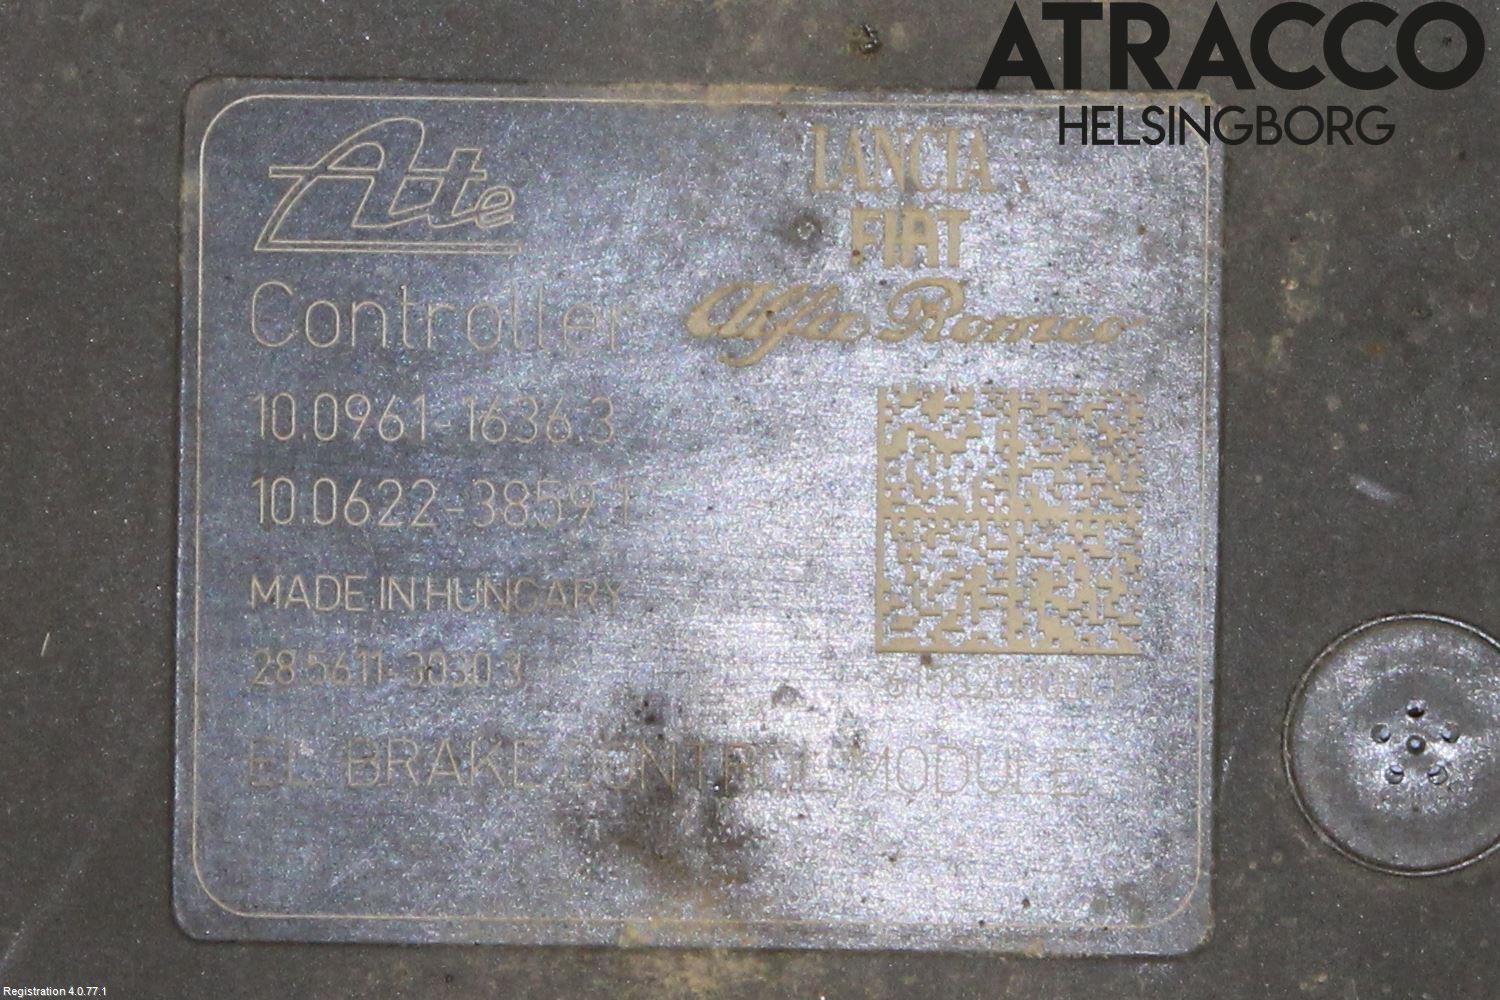 ATRACCO
HELSINGBORG
Ate
LANCIA
FIAT
Alfa Romeo
Controller
10.0961-1636.3
10.0622-3859.1
MADE IN HUNGARY
28.5611-3030.3
EL. BRAKE CONTROL MODULE
Registration 4.0.77.1